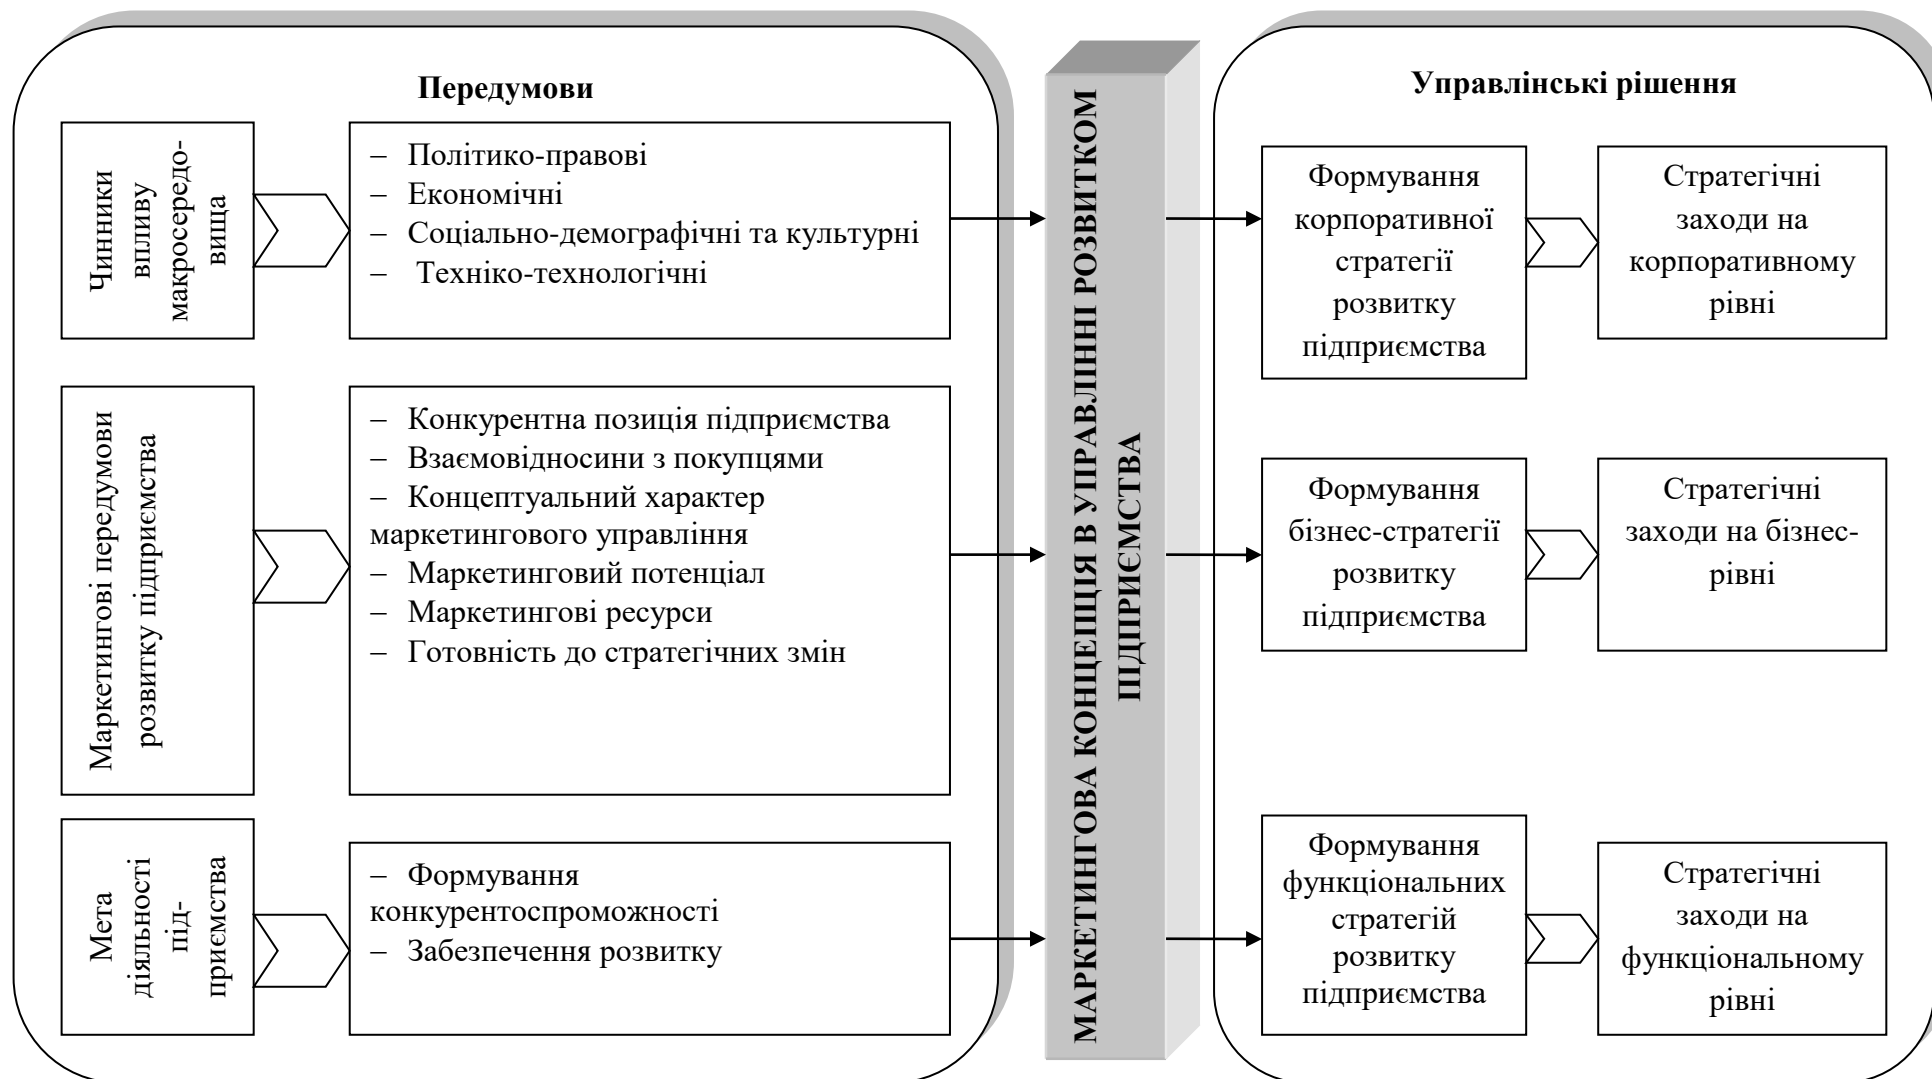 Передумови
Чинники
впливу
макросередо-
вища
– Політико-правові
– Економічні
– Соціально-демографічні та культурні
– Техніко-технологічні
Маркетингові передумови
розвитку підприємства
– Конкурентна позиція підприємства
– Взаємовідносини з покупцями
– Концептуальний характер
маркетингового управління
– Маркетинговий потенціал
– Маркетингові ресурси
– Готовність до стратегічних змін
Мета
діяльності
під-
приємства
– Формування
конкурентоспроможності
– Забезпечення розвитку
МАРКЕТИНГОВА КОНЦЕПЦІЯ В УПРАВЛІННІ РОЗВИТКОМ
ПІДПРИЄМСТВА
Управлінські рішення
Формування
корпоративної
стратегії
розвитку
підприємства
Стратегічні
заходи на
корпоративному
рівні
Формування
бізнес-стратегії
розвитку
підприємства
Стратегічні
заходи на бізнес-
рівні
Формування
функціональних
стратегій
розвитку
підприємства
Стратегічні
заходи на
функціональному
рівні